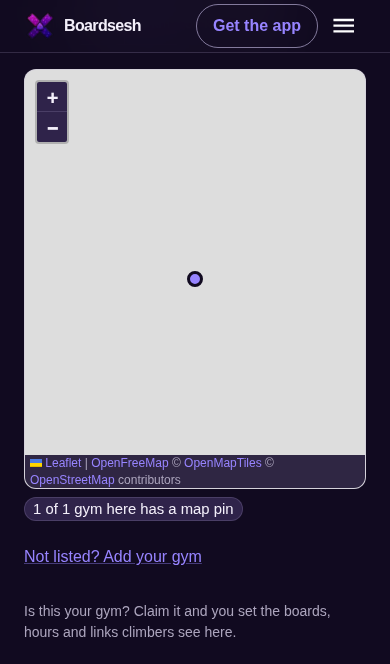 Boardsesh
Get the app
+
−
Leaflet | OpenFreeMap © OpenMapTiles ©
OpenStreetMap contributors
1 of 1 gym here has a map pin
Not listed? Add your gym
Is this your gym? Claim it and you set the boards,
hours and links climbers see here.